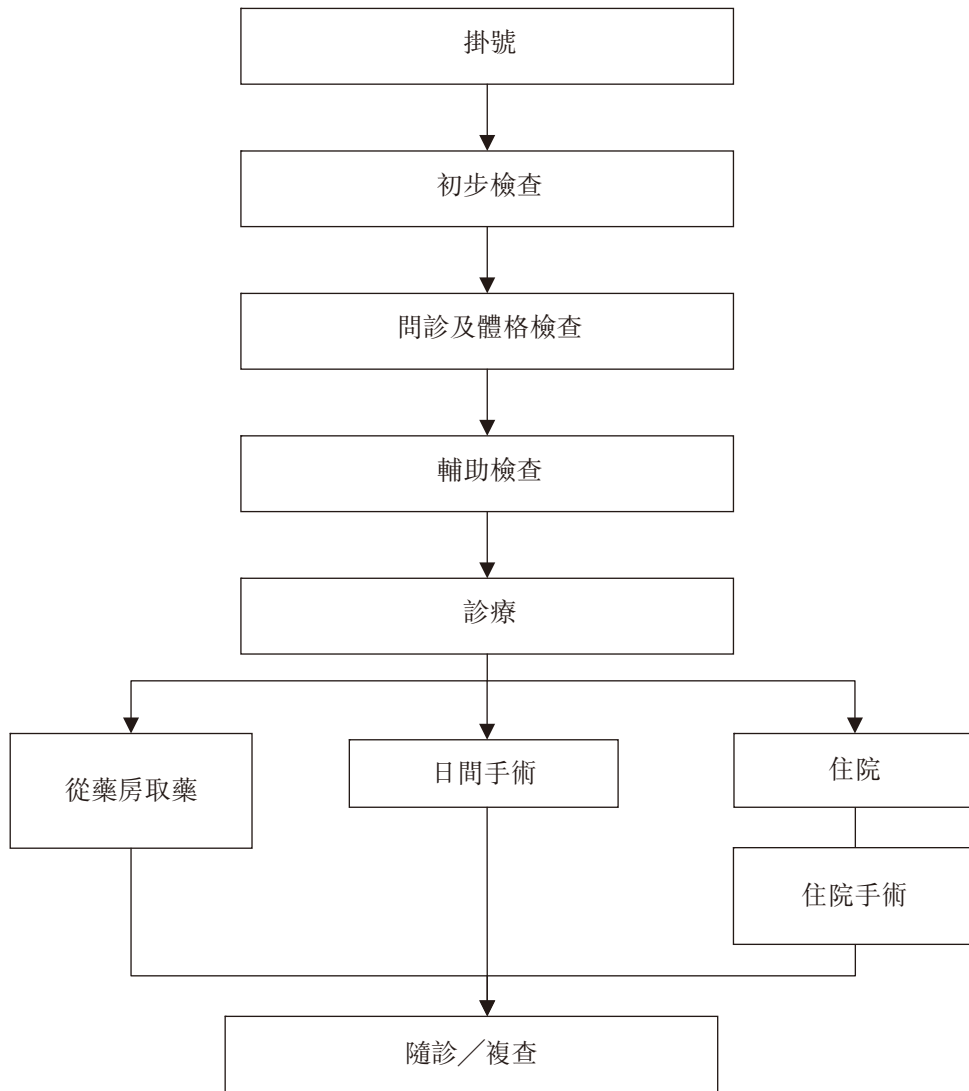 掛號
初步檢查
問診及體格檢查
輔助檢查
診療
從藥房取藥
日間手術
住院
住院手術
隨診／複查